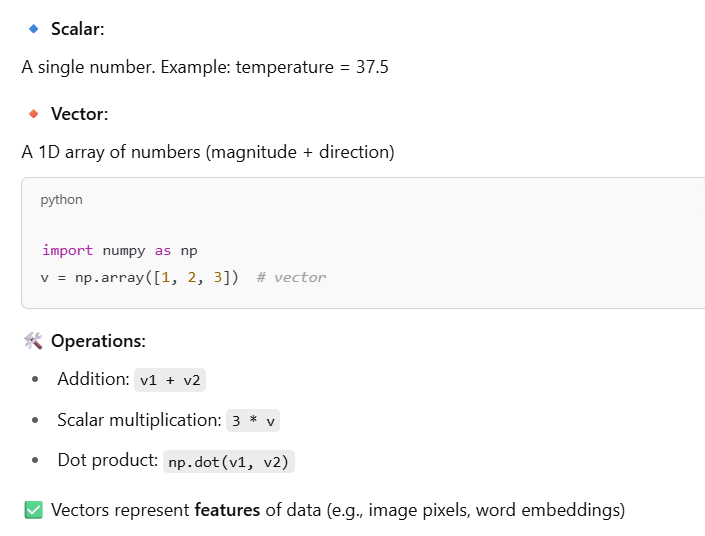 🔹 Scalar:
A single number. Example: temperature = 37.5
🔸 Vector:
A 1D array of numbers (magnitude + direction)
python
import numpy as np
v = np.array([1, 2, 3])  # vector
🛠️ Operations:
• Addition: v1 + v2
• Scalar multiplication: 3 * v
• Dot product: np.dot(v1, v2)
✅ Vectors represent features of data (e.g., image pixels, word embeddings)